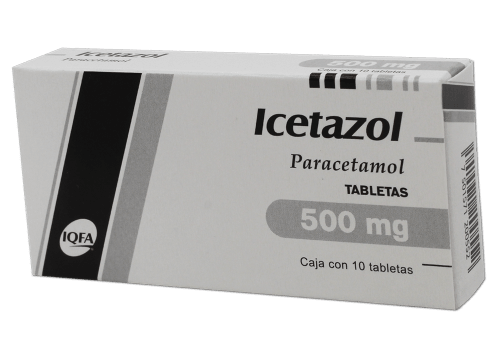 Icetazol
Paracetamol
500 mg
Caja con 10 tabletas
Icetazol
Paracetamol
TABLETAS
500 mg
Caja con 10 tabletas
IQFA